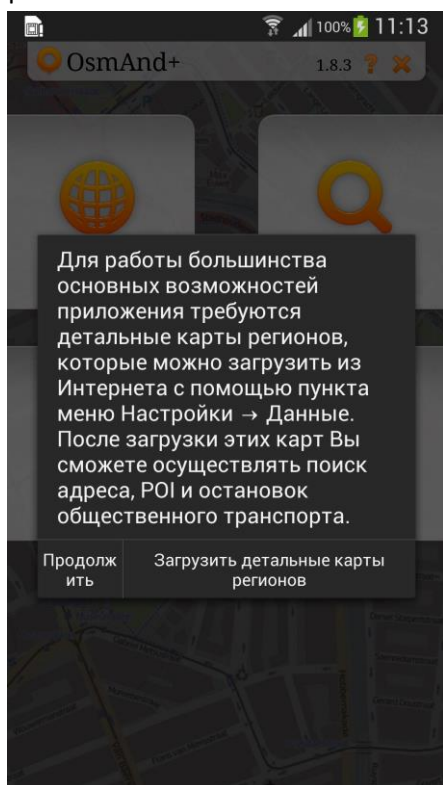 100% 11:13
OsmAnd+ 1.8.3 ?
Для работы большинства
основных возможностей
приложения требуются
детальные карты регионов,
которые можно загрузить из
Интернета с помощью пункта
меню Настройки → Данные.
После загрузки этих карт Вы
сможете осуществлять поиск
адреса, POI и остановок
общественного транспорта.
Продолж
ить
Загрузить детальные карты
регионов